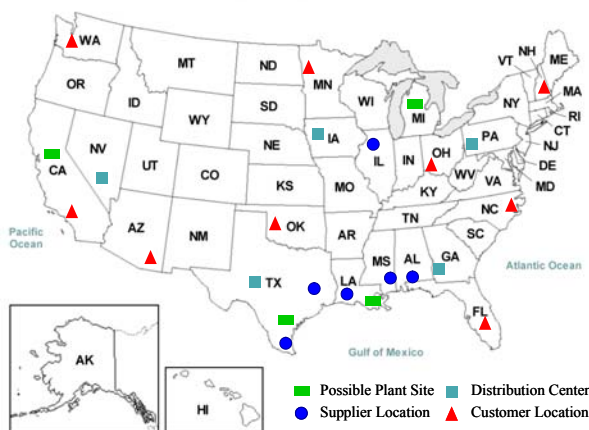 WA
MT
ND
MN
OR
ID
SD
WI
MI
VT
NH
ME
NY
MA
RI
CT
WY
NE
IA
PA
NJ
NV
UT
CO
IL
IN
OH
WV
VA
DE
MD
CA
KS
MO
KY
NC
TN
Pacific
Ocean
AZ
NM
OK
AR
SC
MS
AL
GA
Atlantic Ocean
TX
LA
FL
Gulf of Mexico
AK
HI
Possible Plant Site
Distribution Center
Supplier Location
Customer Location